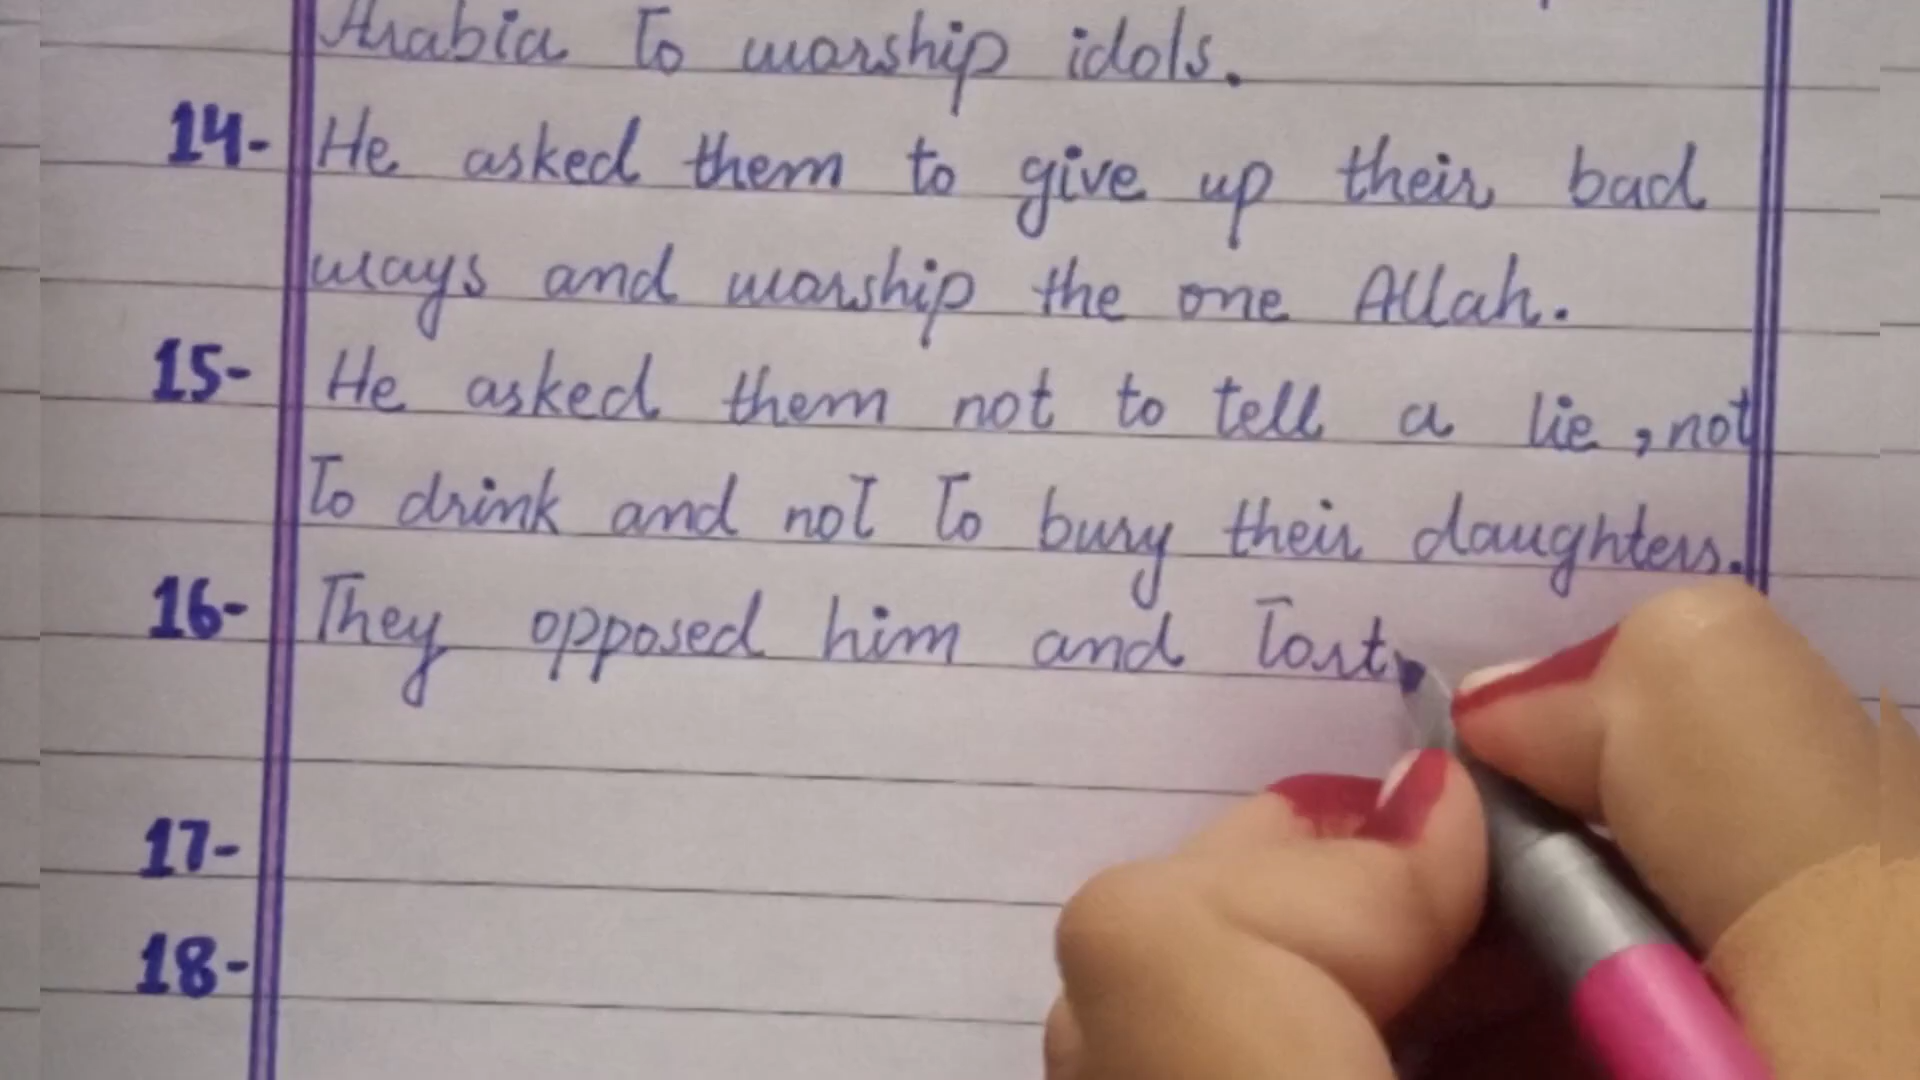 Arabia to worship idols.
14- He asked them to give up their bad
ways and worship the one Allah.
15- He asked them not to tell a lie, not
to drink and not to bury their daughters.
16- They opposed him and Tort
17-
18-